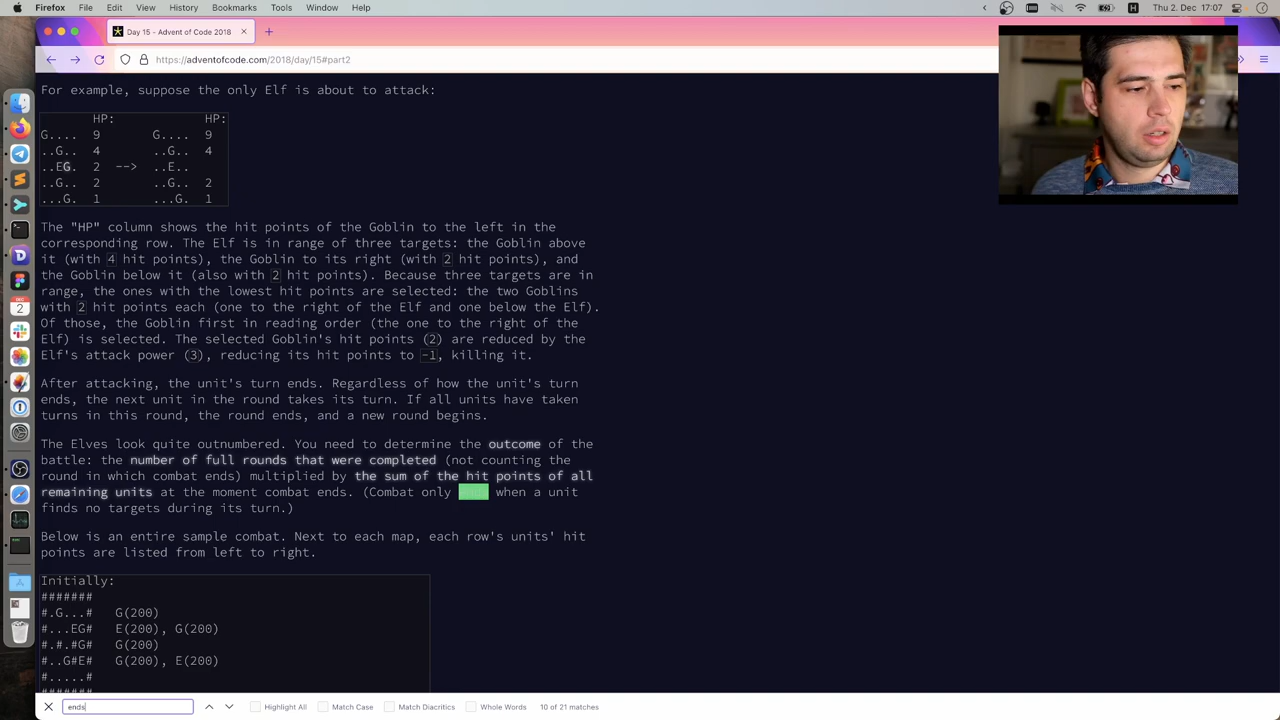 Firefox File Edit View History Bookmarks Tools Window Help Thu 2. Dec 17:07
Day 15 - Advent of Code 2018
https://adventofcode.com/2018/day/15#part2
For example, suppose the only Elf is about to attack:
HP: HP:
G.... 9 G.... 9
..G.. 4 ..G.. 4
..EG. 2 --> ..E..
..G.. 2 ..G.. 2
...G. 1 ...G. 1
The "HP" column shows the hit points of the Goblin to the left in the
corresponding row. The Elf is in range of three targets: the Goblin above
it (with 4 hit points), the Goblin to its right (with 2 hit points), and
the Goblin below it (also with 2 hit points). Because three targets are in
range, the ones with the lowest hit points are selected: the two Goblins
with 2 hit points each (one to the right of the Elf and one below the Elf).
Of those, the Goblin first in reading order (the one to the right of the
Elf) is selected. The selected Goblin's hit points (2) are reduced by the
Elf's attack power (3), reducing its hit points to -1, killing it.
After attacking, the unit's turn ends. Regardless of how the unit's turn
ends, the next unit in the round takes its turn. If all units have taken
turns in this round, the round ends, and a new round begins.
The Elves look quite outnumbered. You need to determine the outcome of the
battle: the number of full rounds that were completed (not counting the
round in which combat ends) multiplied by the sum of the hit points of all
remaining units at the moment combat ends. (Combat only ends when a unit
finds no targets during its turn.)
Below is an entire sample combat. Next to each map, each row's units' hit
points are listed from left to right.
Initially:
#######
#.G...# G(200)
#...EG# E(200), G(200)
#.#.#G# G(200)
#..G#E# G(200), E(200)
#.....#
#######
ends
Highlight All Match Case Match Diacritics Whole Words 10 of 21 matches